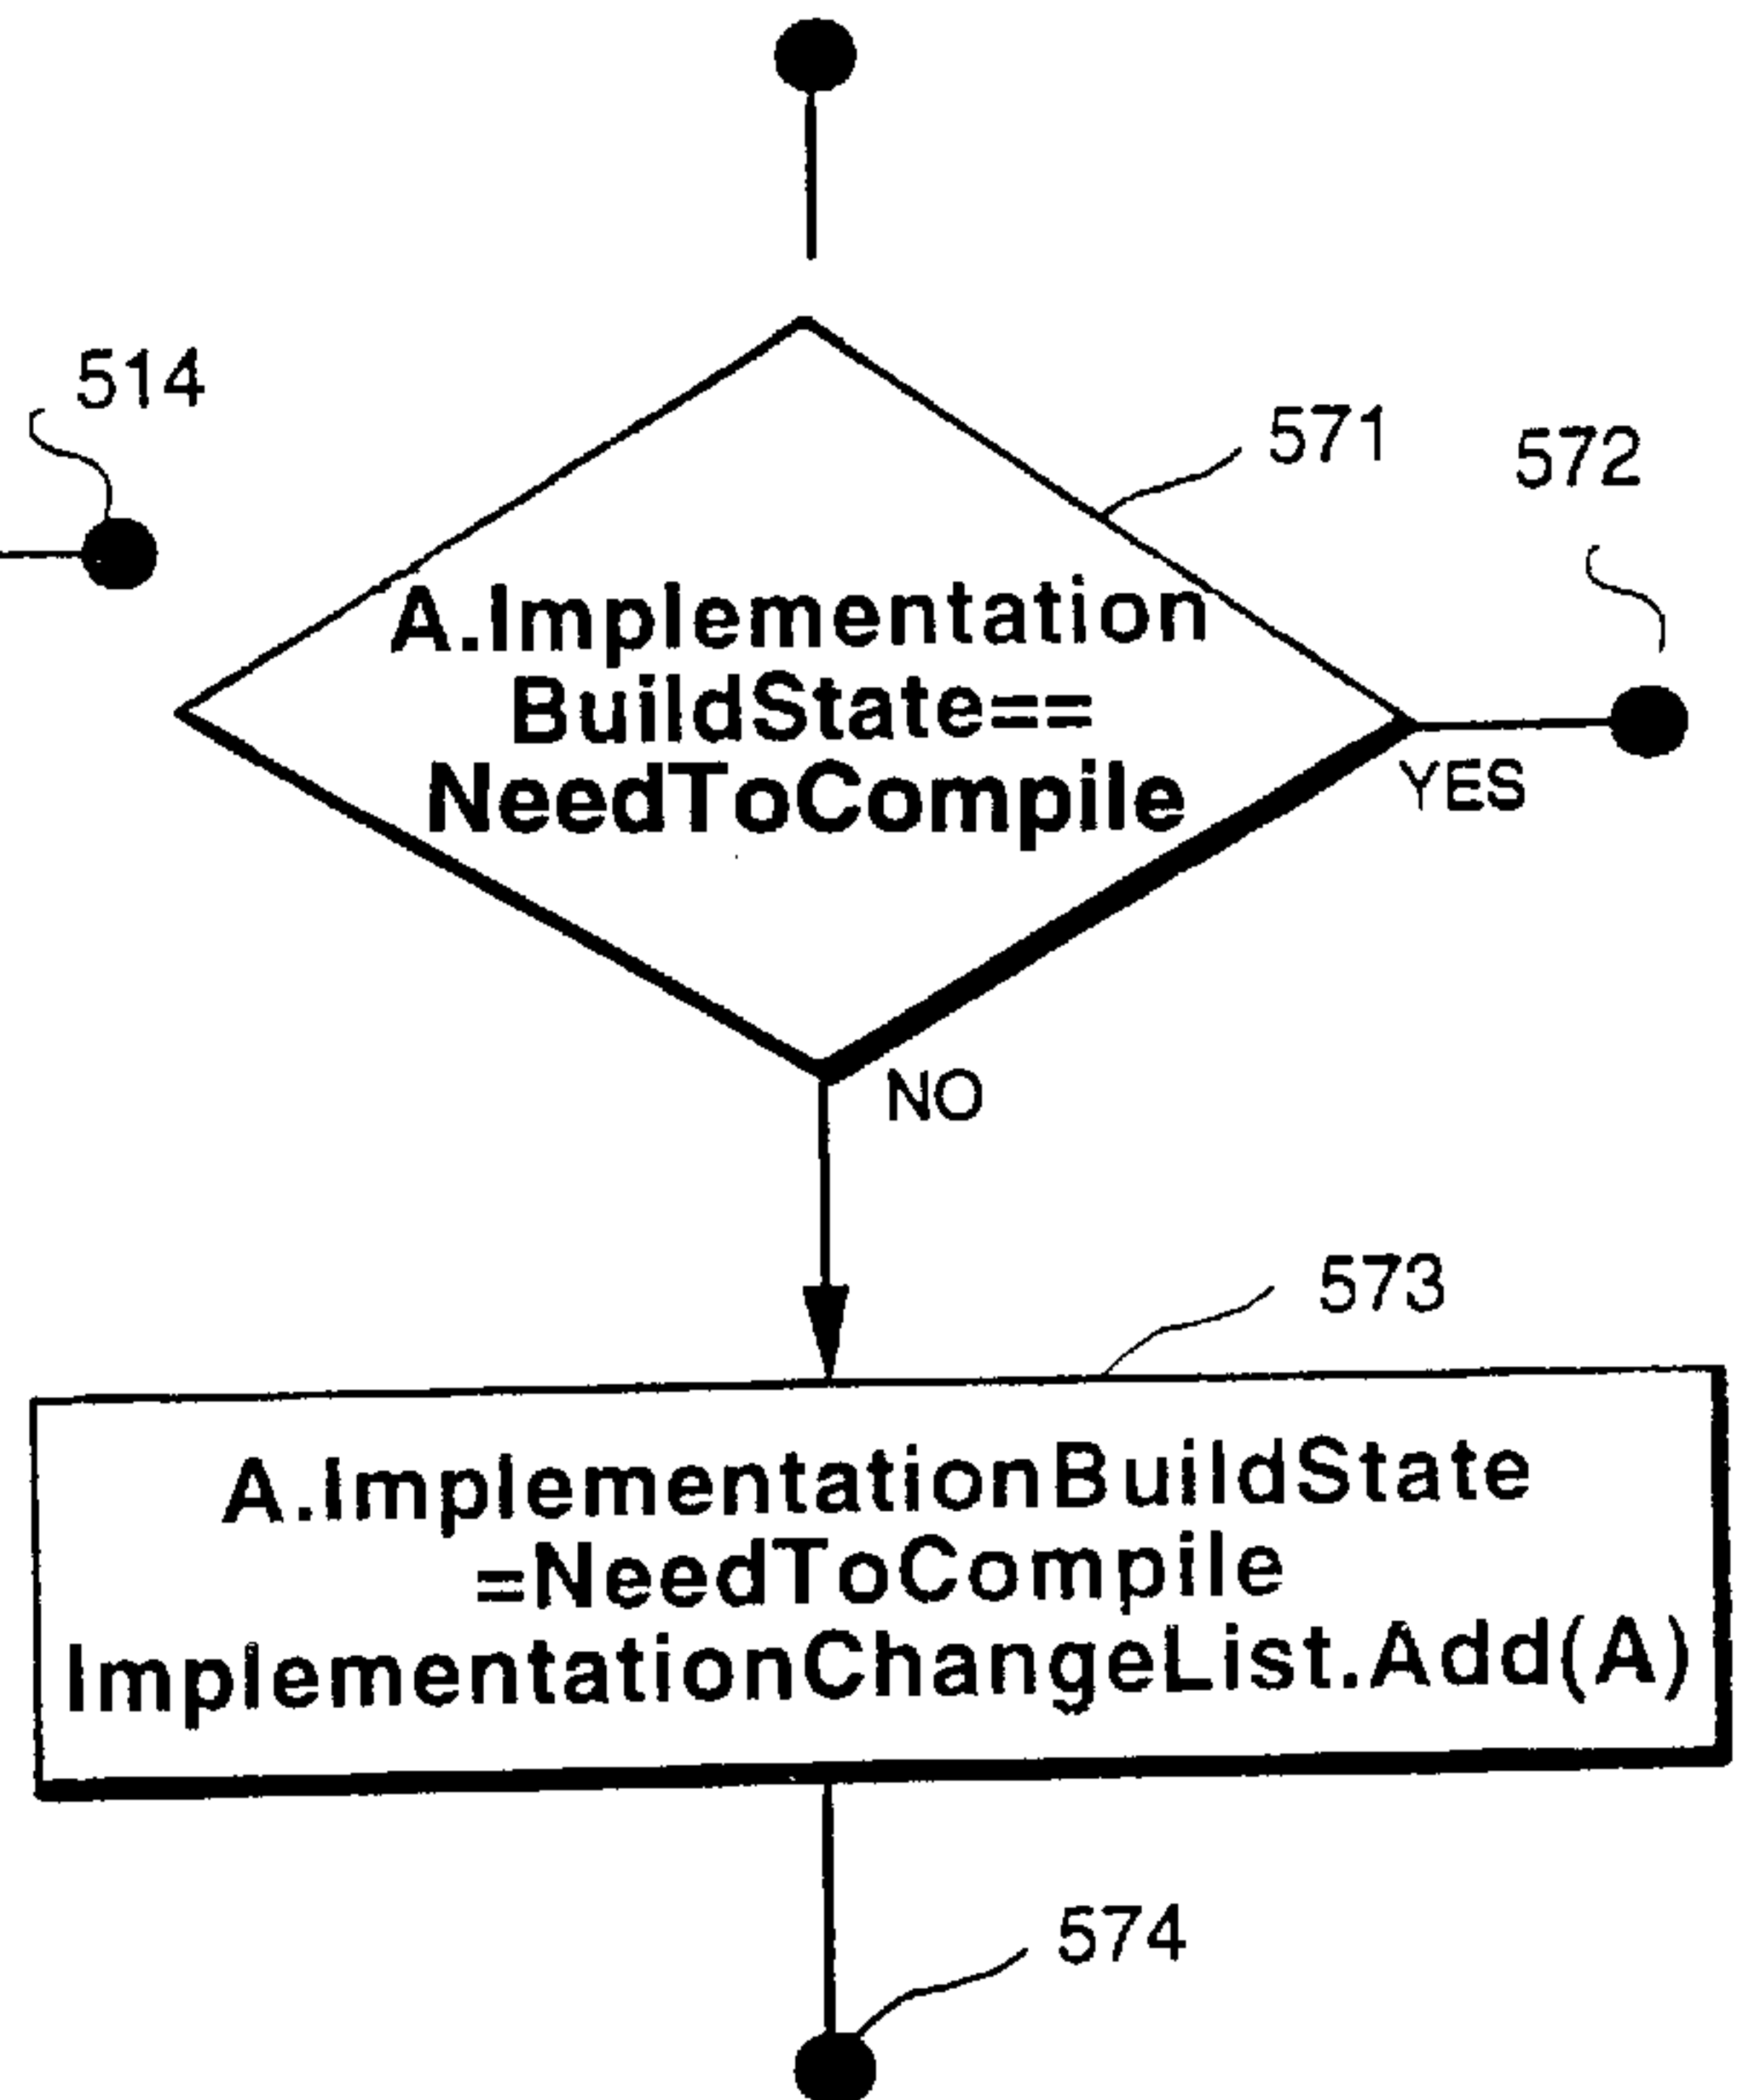 514
571
572
A.Implementation
BuildState==
NeedToCompile
YES
NO
573
A.ImplementationBuildState
=NeedToCompile
ImplementationChangeList.Add(A)
574